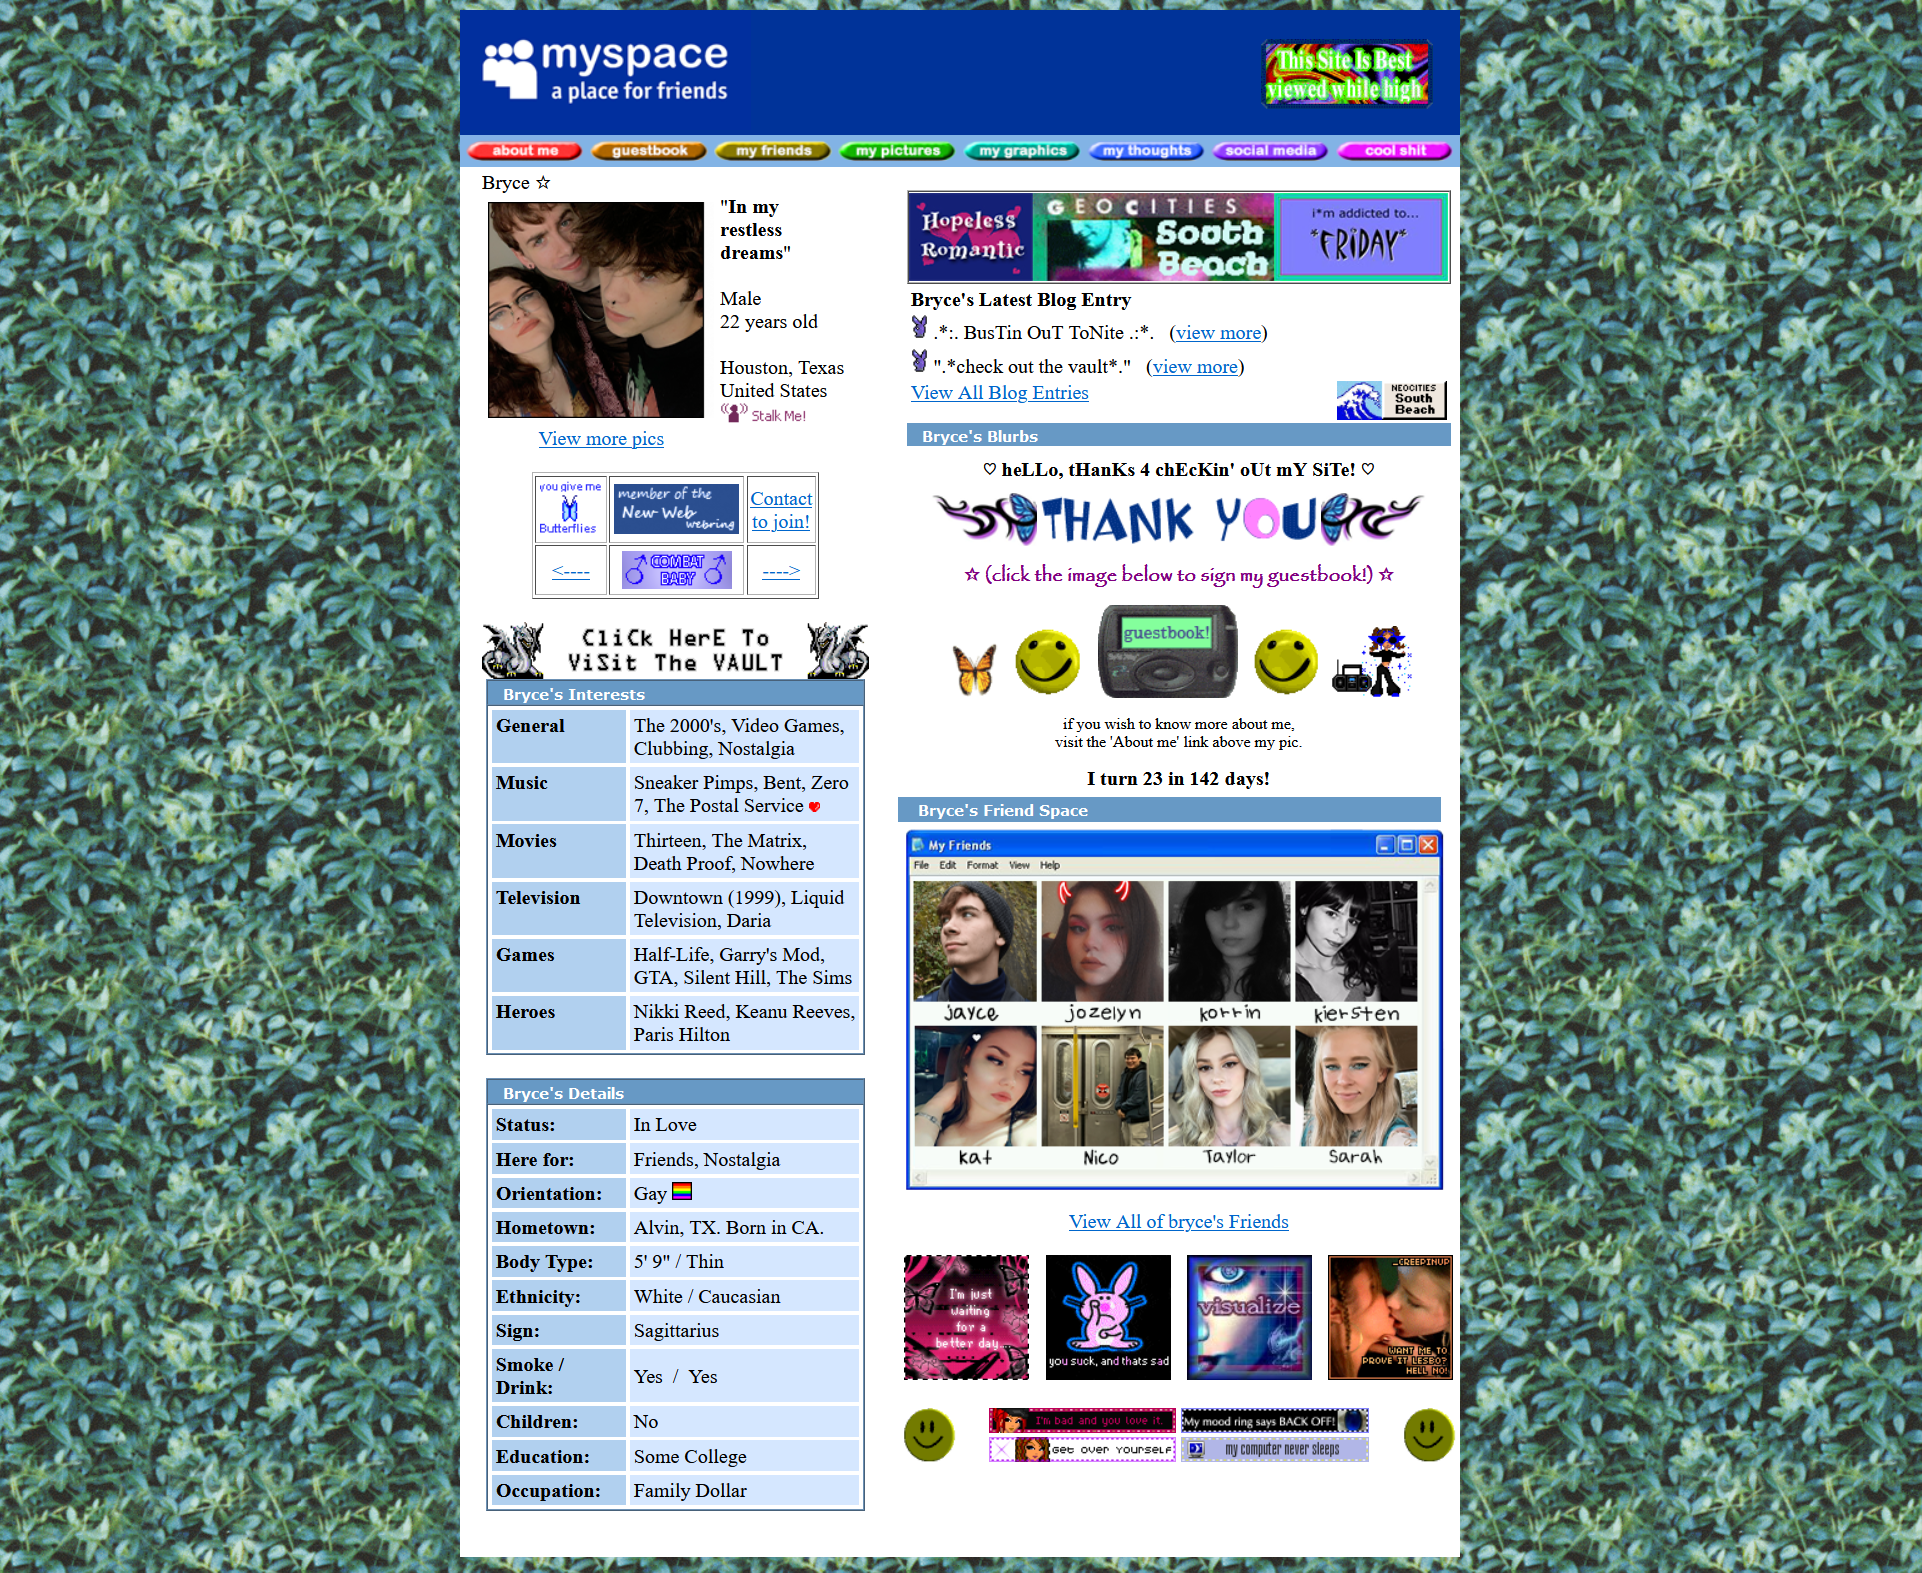 myspace
a place for friends
This Site Is Best
viewed while high
about me
guestbook
my friends
my pictures
my graphics
my thoughts
social media
cool shit
Bryce ☆
"In my
restless
dreams"
Male
22 years old
Houston, Texas
United States
Stalk Me!
View more pics
you give me
Butterflies
member of the
New Web
webring
Contact
to join!
<----
COMBAT
BABY
---->
CliCk HerE To
ViSit The VAULT
Bryce's Interests
General
The 2000's, Video Games,
Clubbing, Nostalgia
Music
Sneaker Pimps, Bent, Zero
7, The Postal Service
Movies
Thirteen, The Matrix,
Death Proof, Nowhere
Television
Downtown (1999), Liquid
Television, Daria
Games
Half-Life, Garry's Mod,
GTA, Silent Hill, The Sims
Heroes
Nikki Reed, Keanu Reeves,
Paris Hilton
Bryce's Details
Status: In Love
Here for: Friends, Nostalgia
Orientation: Gay
Hometown: Alvin, TX. Born in CA.
Body Type: 5' 9" / Thin
Ethnicity: White / Caucasian
Sign: Sagittarius
Smoke /
Drink:
Yes / Yes
Children: No
Education: Some College
Occupation: Family Dollar
Hopeless
Romantic
GEOCITIES
South
Beach
i*m addicted to...
*FRiDAY*
Bryce's Latest Blog Entry
.*:. BusTin OuT ToNite .:*. (view more)
".*check out the vault*." (view more)
View All Blog Entries
NEOCITIES
South
Beach
Bryce's Blurbs
♡ heLLo, tHanKs 4 chEcKin' oUt mY SiTe! ♡
THANK YOU
☆ (click the image below to sign my guestbook!) ☆
guestbook!
if you wish to know more about me,
visit the 'About me' link above my pic.
I turn 23 in 142 days!
Bryce's Friend Space
My Friends
File Edit Format View Help
jayce jozelyn korrin kiersten
kat Nico Taylor Sarah
View All of bryce's Friends
I'm just
waiting
for a
better day....
you suck, and thats sad
visualize
_CREEPINUP
WANT ME TO
PROVE IT LESBO?
HELL NO!
I'm bad and you love it.
My mood ring says BACK OFF!
Get over yourself
my computer never sleeps